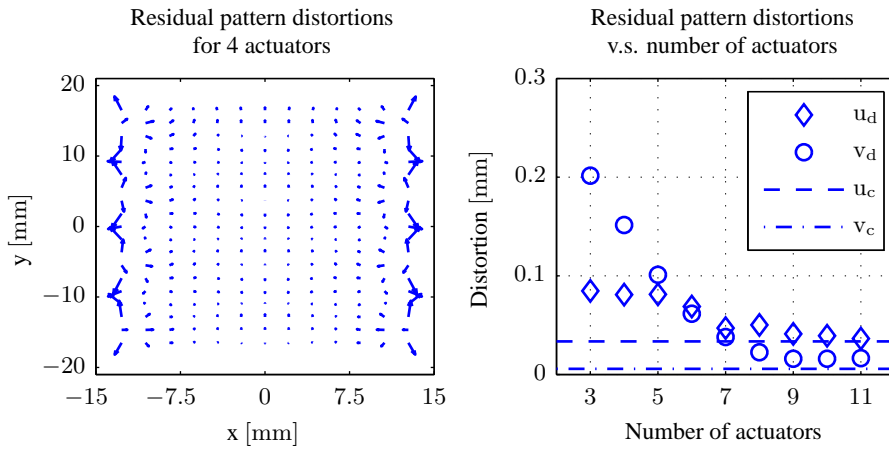 Residual pattern distortions
for 4 actuators
20
10
0
−10
−20
y [mm]
−15
−7.5
0
7.5
15
x [mm]
Residual pattern distortions
v.s. number of actuators
0.3
0.2
0.1
0
Distortion [mm]
u_d
v_d
u_c
v_c
3
5
7
9
11
Number of actuators